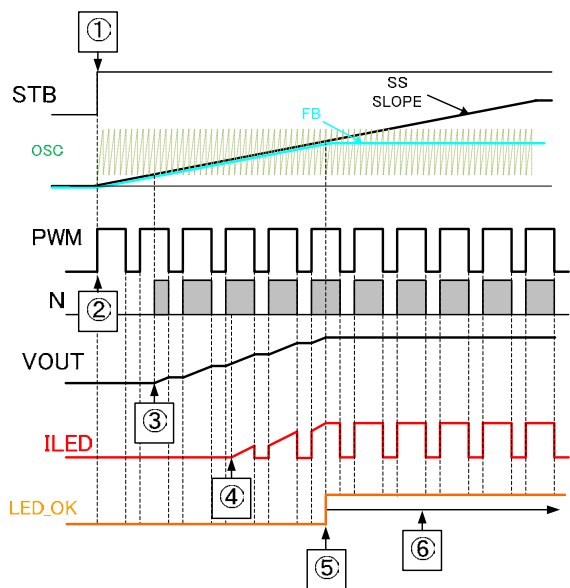 ①
STB
SS
SLOPE
FB
OSC
PWM
②
N
VOUT
③
ILED
④
LED_OK
⑤
⑥